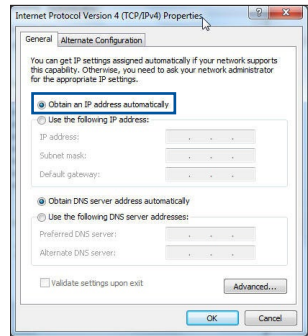 Internet Protocol Version 4 (TCP/IPv4) Properties
General
Alternate Configuration
You can get IP settings assigned automatically if your network supports
this capability. Otherwise, you need to ask your network administrator
for the appropriate IP settings.
Obtain an IP address automatically
Use the following IP address:
IP address:
Subnet mask:
Default gateway:
Obtain DNS server address automatically
Use the following DNS server addresses:
Preferred DNS server:
Alternate DNS server:
Validate settings upon exit
Advanced...
OK
Cancel